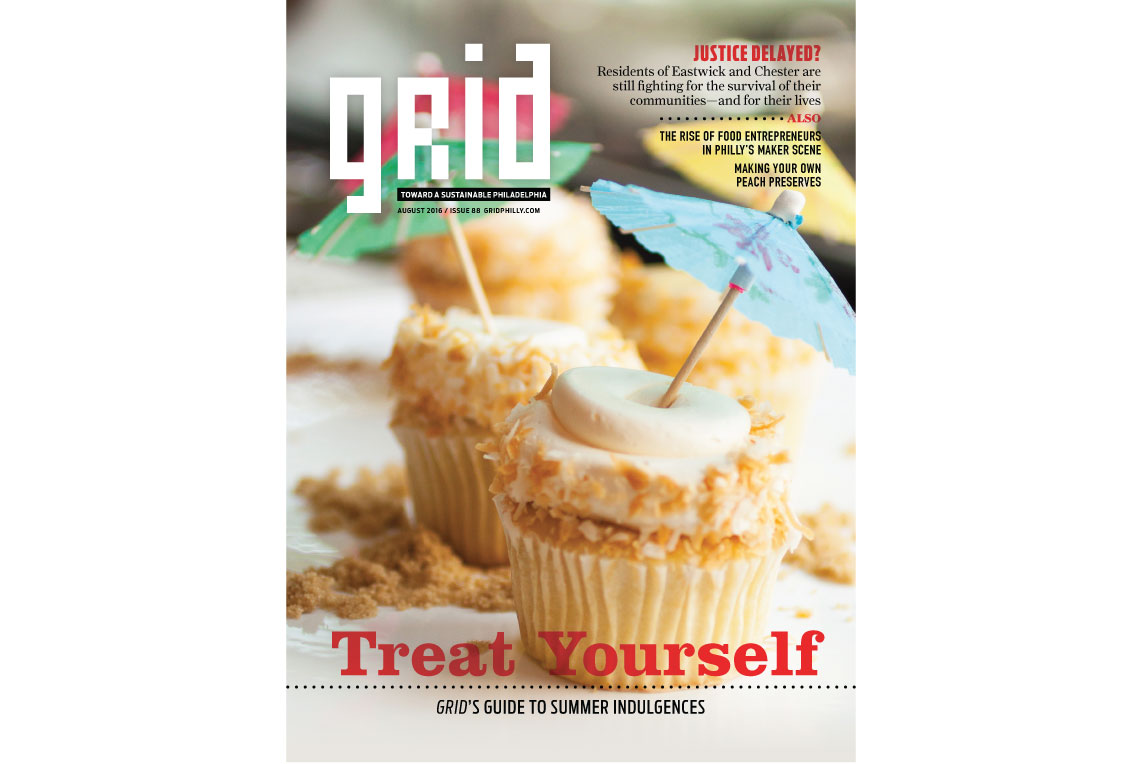 grid
TOWARD A SUSTAINABLE PHILADELPHIA
AUGUST 2016 / ISSUE 88 GRIDPHILLY.COM
JUSTICE DELAYED?
Residents of Eastwick and Chester are
still fighting for the survival of their
communities—and for their lives
ALSO
THE RISE OF FOOD ENTREPRENEURS
IN PHILLY'S MAKER SCENE
MAKING YOUR OWN
PEACH PRESERVES
Treat Yourself
GRID'S GUIDE TO SUMMER INDULGENCES